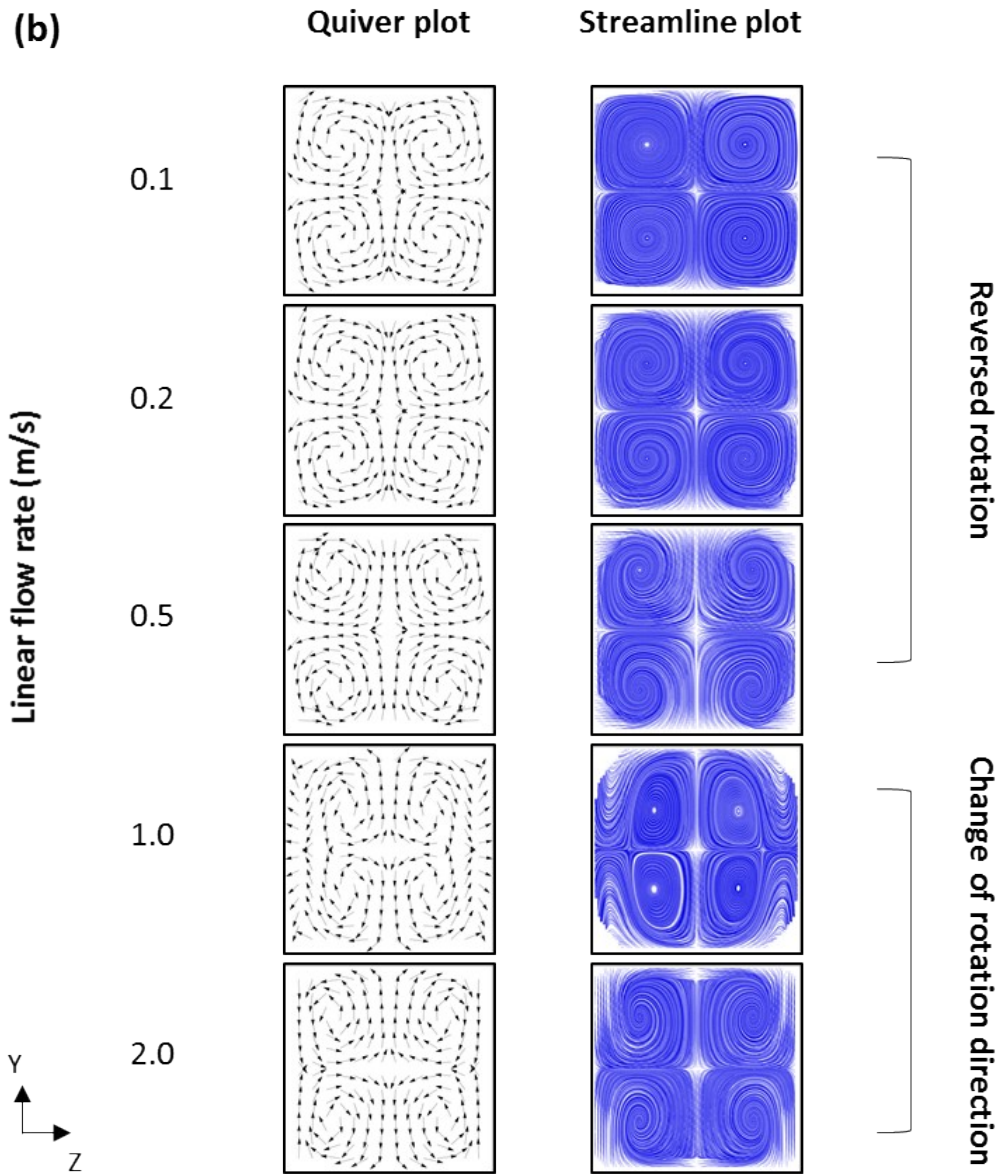 (b)
Quiver plot
Streamline plot
Linear flow rate (m/s)
0.1
0.2
0.5
1.0
2.0
Reversed rotation
Change of rotation direction
Y
Z